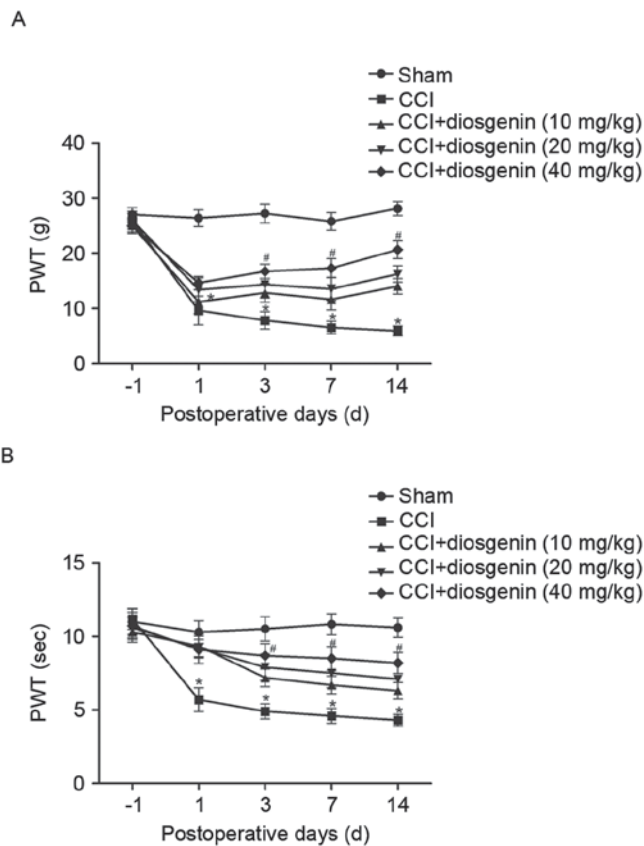 A
Sham
CCI
CCI+diosgenin (10 mg/kg)
CCI+diosgenin (20 mg/kg)
CCI+diosgenin (40 mg/kg)
40
30
20
10
0
PWT (g)
# # #
* * * *
-1 1 3 7 14
Postoperative days (d)
B
Sham
CCI
CCI+diosgenin (10 mg/kg)
CCI+diosgenin (20 mg/kg)
CCI+diosgenin (40 mg/kg)
15
10
5
0
PWT (sec)
# # #
* * * *
-1 1 3 7 14
Postoperative days (d)